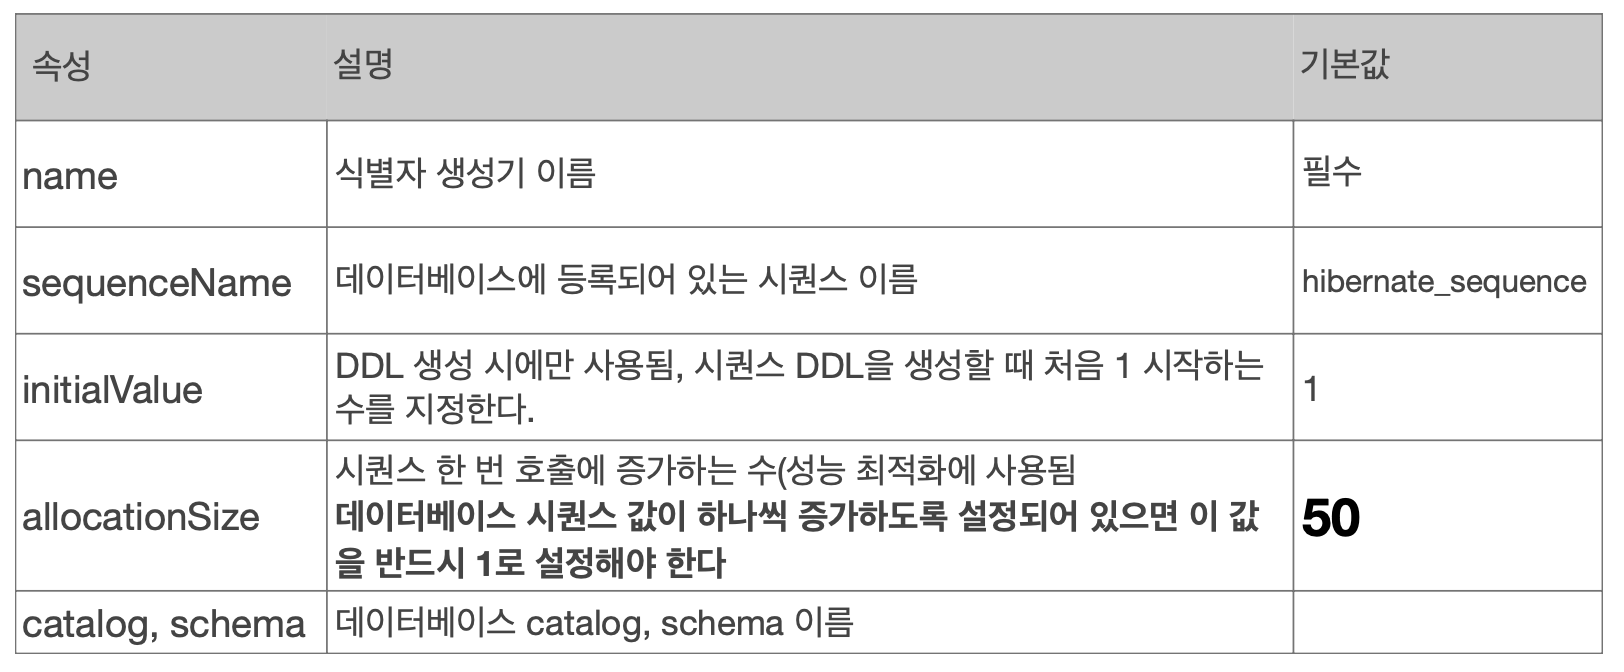 속성 설명 기본값
name 식별자 생성기 이름 필수
sequenceName 데이터베이스에 등록되어 있는 시퀀스 이름 hibernate_sequence
initialValue DDL 생성 시에만 사용됨, 시퀀스 DDL을 생성할 때 처음 1 시작하는
수를 지정한다. 1
allocationSize 시퀀스 한 번 호출에 증가하는 수(성능 최적화에 사용됨
데이터베이스 시퀀스 값이 하나씩 증가하도록 설정되어 있으면 이 값
을 반드시 1로 설정해야 한다 50
catalog, schema 데이터베이스 catalog, schema 이름